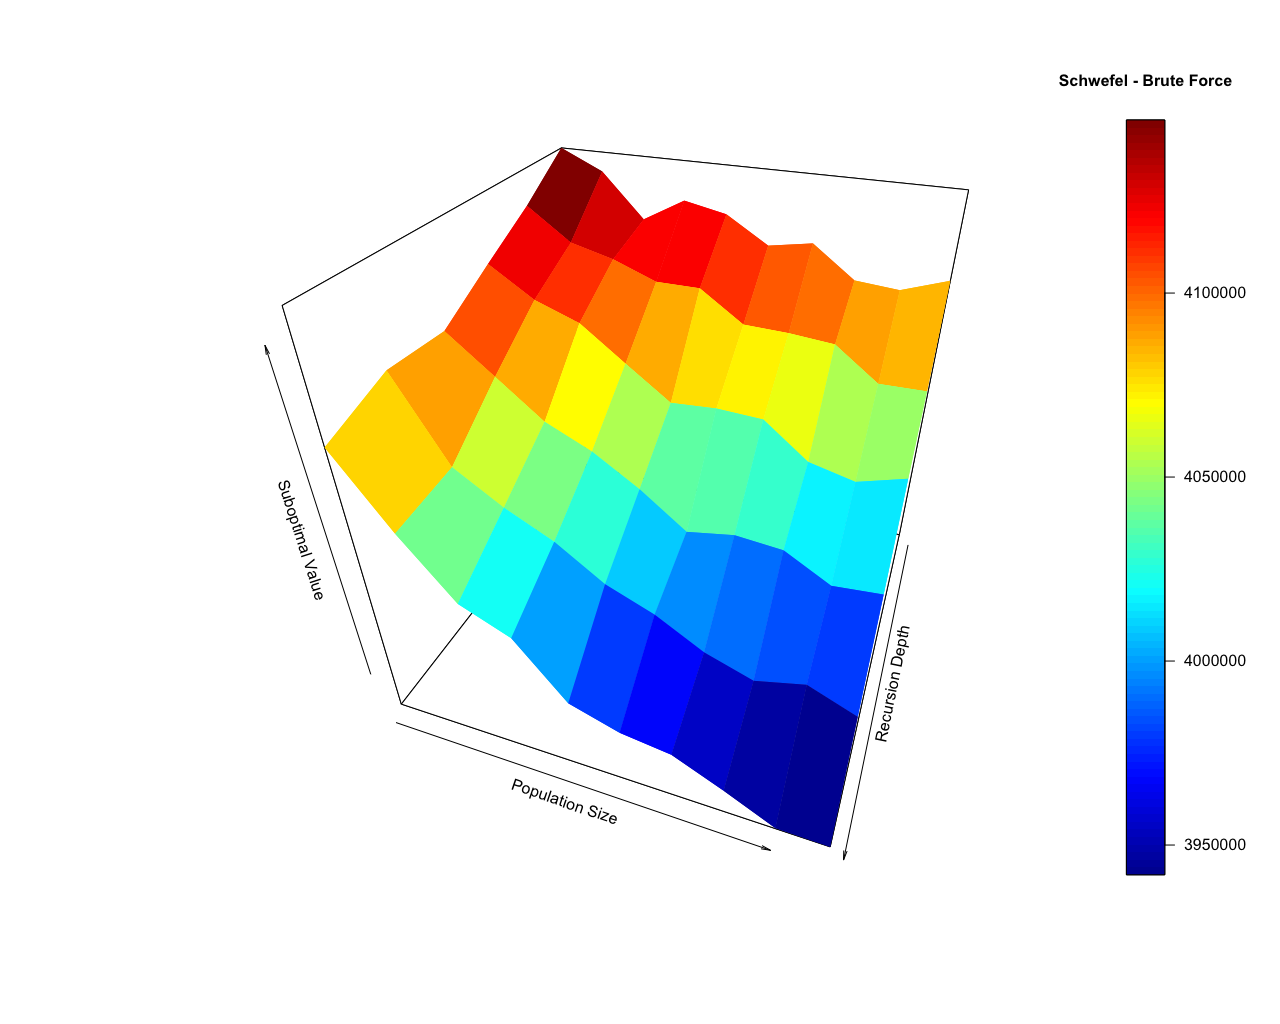 Schwefel - Brute Force
4100000
4050000
4000000
3950000
Suboptimal Value
Population Size
Recursion Depth